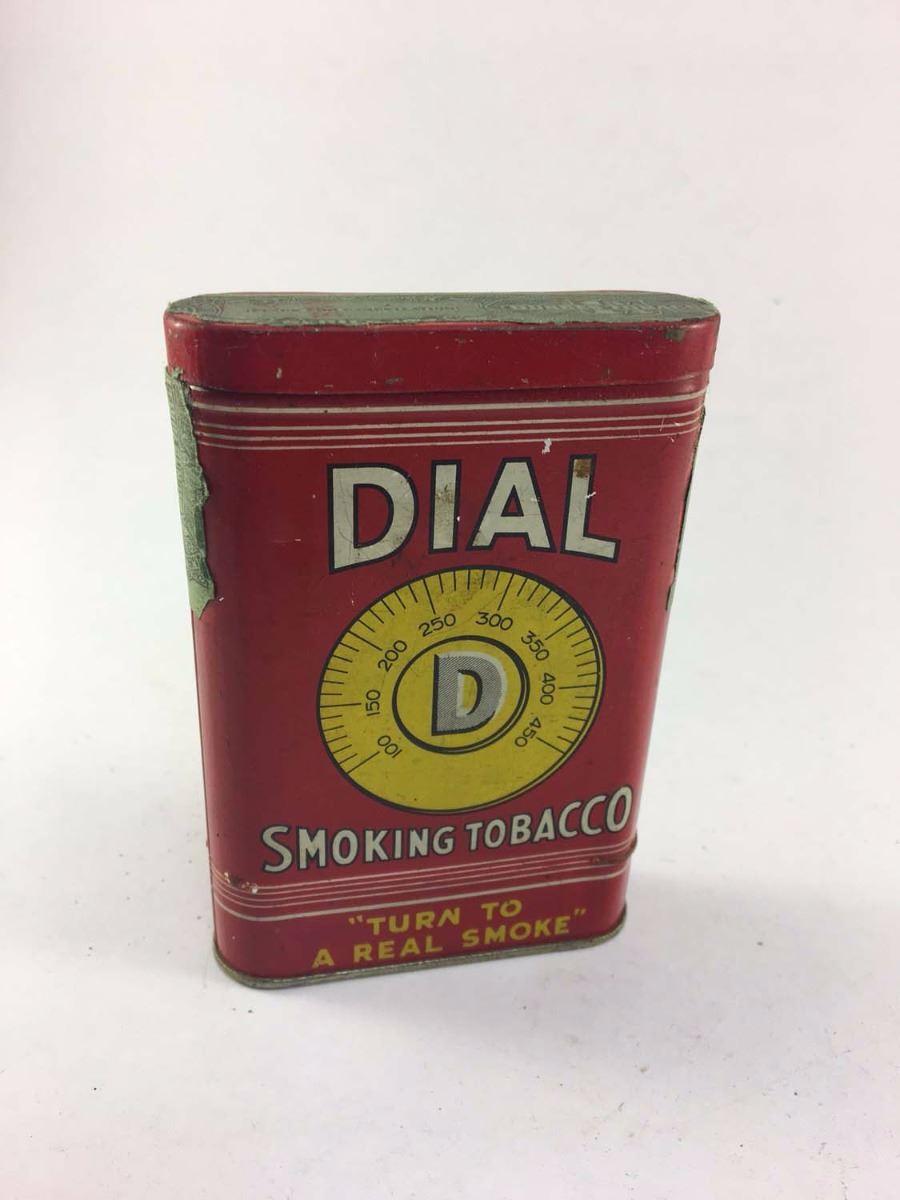 DIAL
100 150 200 250 300 350 400 450
D
SMOKING TOBACCO
"TURN TO
A REAL SMOKE"